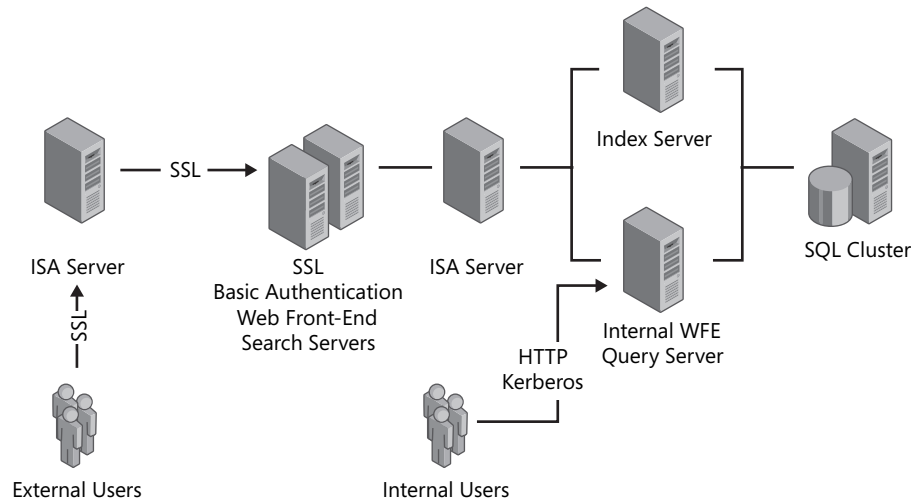 Index Server
SSL
ISA Server
SSL
Basic Authentication
Web Front-End
Search Servers
ISA Server
SQL Cluster
Internal WFE
Query Server
SSL
HTTP
Kerberos
External Users
Internal Users